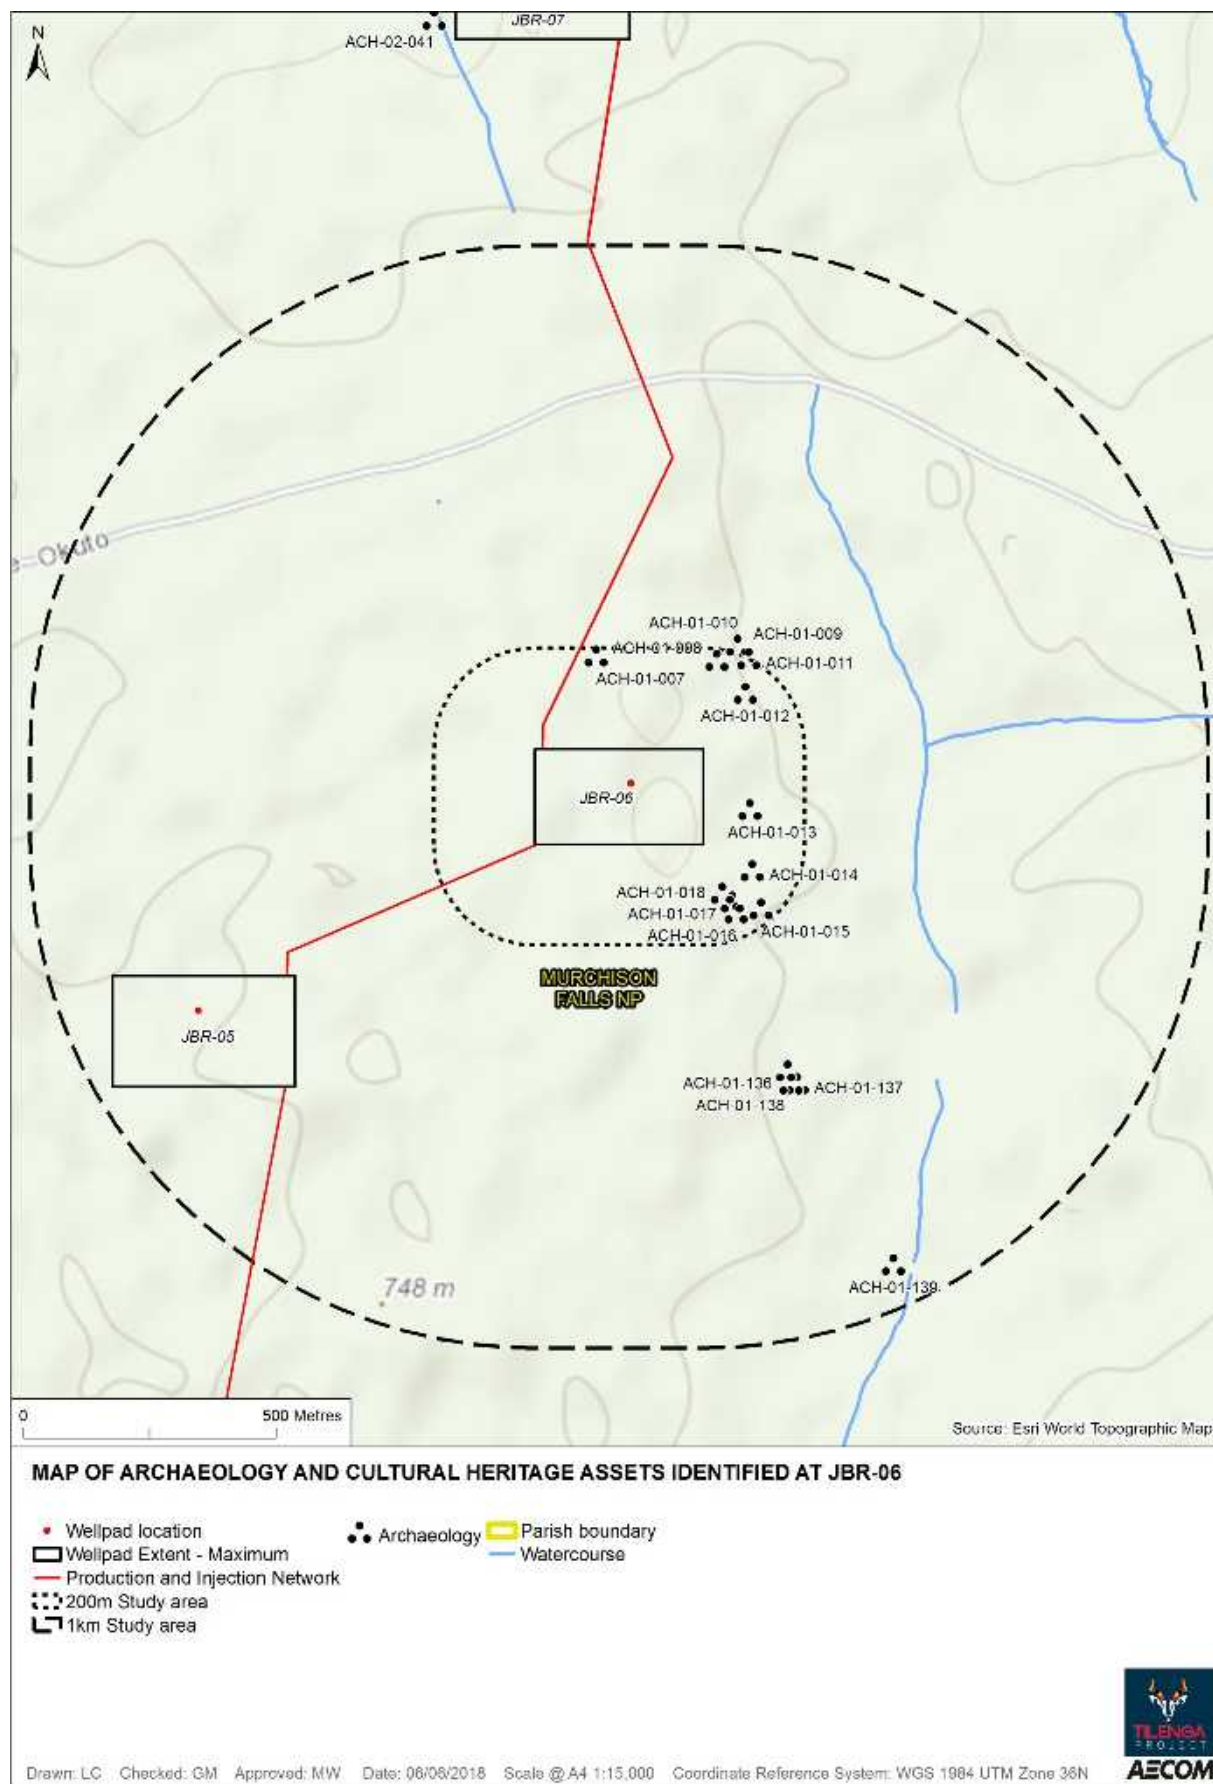 JBR-07
N
ACH-02-041
Okuto
ACH-01-010
ACH-01-009
ACH-01-011
ACH-01-007
ACH-01-012
JBR-06
ACH-01-013
ACH-01-014
ACH-01-018
ACH-01-017
ACH-01-016
ACH-01-015
MURCHISON
FALLS NP
JBR-05
ACH-01-136
ACH-01-137
ACH-01-138
ACH-01-139
748 m
0
500 Metres
Source: Esri World Topographic Map
MAP OF ARCHAEOLOGY AND CULTURAL HERITAGE ASSETS IDENTIFIED AT JBR-06
Wellpad location
Wellpad Extent - Maximum
Production and Injection Network
200m Study area
1km Study area
Archaeology
Parish boundary
Watercourse
TILENGA
PROJECT
AECOM
Drawn: LC Checked: GM Approved: MW Date: 06/06/2018 Scale @ A4 1:15,000 Coordinate Reference System: WGS 1984 UTM Zone 36N